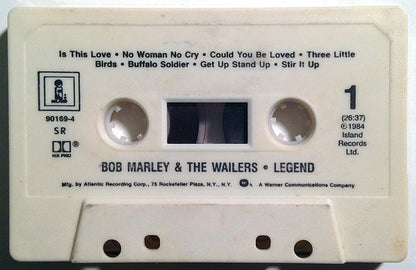 Is This Love • No Woman No Cry • Could You Be Loved • Three Little
Birds • Buffalo Soldier • Get Up Stand Up • Stir It Up
90169-4
SR
HX PRO
1
(26:37)
℗1984
Island
Records
Ltd.
BOB MARLEY & THE WAILERS • LEGEND
Mfg. by Atlantic Recording Corp., 75 Rockefeller Plaza, N.Y., N.Y. A Warner Communications Company